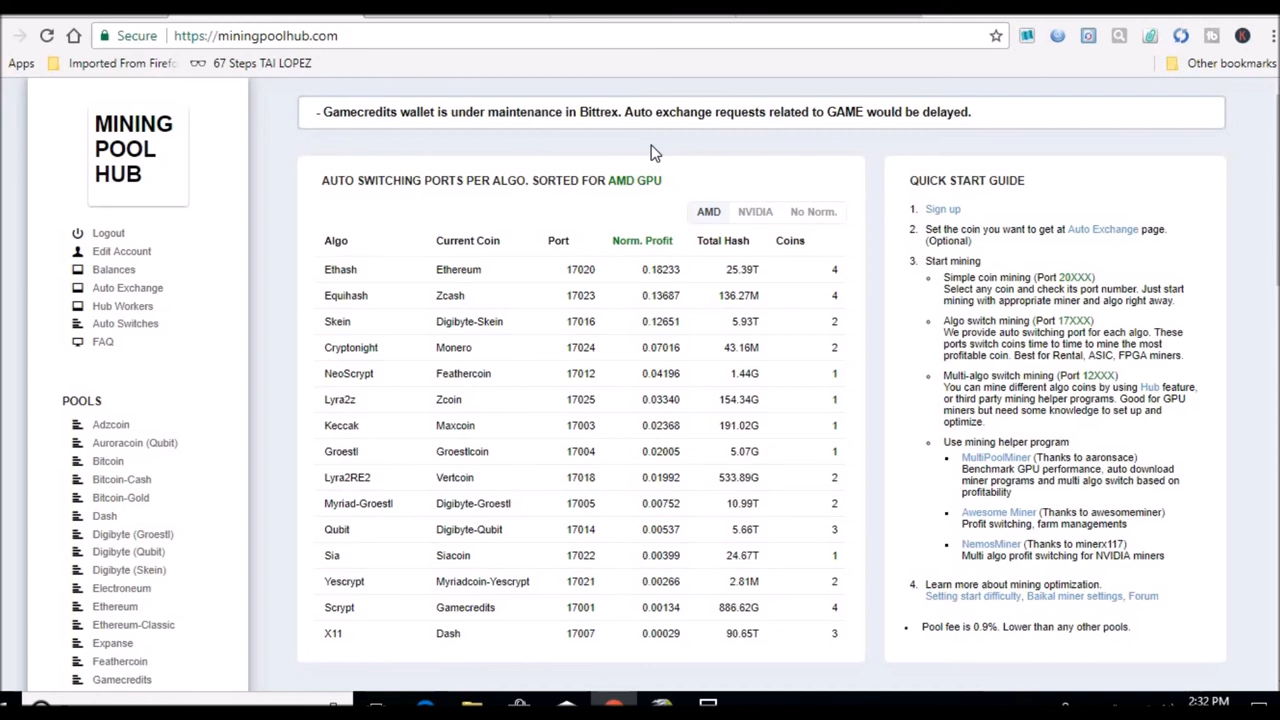 Secure https://miningpoolhub.com
Apps Imported From Firefo 67 Steps TAI LOPEZ Other bookmarks
MINING
POOL
HUB
Logout
Edit Account
Balances
Auto Exchange
Hub Workers
Auto Switches
FAQ
POOLS
Adzcoin
Auroracoin (Qubit)
Bitcoin
Bitcoin-Cash
Bitcoin-Gold
Dash
Digibyte (Groestl)
Digibyte (Qubit)
Digibyte (Skein)
Electroneum
Ethereum
Ethereum-Classic
Expanse
Feathercoin
Gamecredits
- Gamecredits wallet is under maintenance in Bittrex. Auto exchange requests related to GAME would be delayed.
AUTO SWITCHING PORTS PER ALGO. SORTED FOR AMD GPU
AMD NVIDIA No Norm.
Algo Current Coin Port Norm. Profit Total Hash Coins
Ethash Ethereum 17020 0.18233 25.39T 4
Equihash Zcash 17023 0.13687 136.27M 4
Skein Digibyte-Skein 17016 0.12651 5.93T 2
Cryptonight Monero 17024 0.07016 43.16M 2
NeoScrypt Feathercoin 17012 0.04196 1.44G 1
Lyra2z Zcoin 17025 0.03340 154.34G 1
Keccak Maxcoin 17003 0.02368 191.02G 1
Groestl Groestlcoin 17004 0.02005 5.07G 1
Lyra2RE2 Vertcoin 17018 0.01992 533.89G 2
Myriad-Groestl Digibyte-Groestl 17005 0.00752 10.99T 2
Qubit Digibyte-Qubit 17014 0.00537 5.66T 3
Sia Siacoin 17022 0.00399 24.67T 1
Yescrypt Myriadcoin-Yescrypt 17021 0.00266 2.81M 2
Scrypt Gamecredits 17001 0.00134 886.62G 4
X11 Dash 17007 0.00029 90.65T 3
QUICK START GUIDE
1. Sign up
2. Set the coin you want to get at Auto Exchange page.
(Optional)
3. Start mining
Simple coin mining (Port 20XXX)
Select any coin and check its port number. Just start
mining with appropriate miner and algo right away.
Algo switch mining (Port 17XXX)
We provide auto switching port for each algo. These
ports switch coins time to time to mine the most
profitable coin. Best for Rental, ASIC, FPGA miners.
Multi-algo switch mining (Port 12XXX)
You can mine different algo coins by using Hub feature,
or third party mining helper programs. Good for GPU
miners but need some knowledge to set up and
optimize.
Use mining helper program
MultiPoolMiner (Thanks to aaronsace)
Benchmark GPU performance, auto download
miner programs and multi algo switch based on
profitability
Awesome Miner (Thanks to awesomeminer)
Profit switching, farm managements
NemosMiner (Thanks to minerx117)
Multi algo profit switching for NVIDIA miners
4. Learn more about mining optimization.
Setting start difficulty, Baikal miner settings, Forum
Pool fee is 0.9%. Lower than any other pools.
2:32 PM